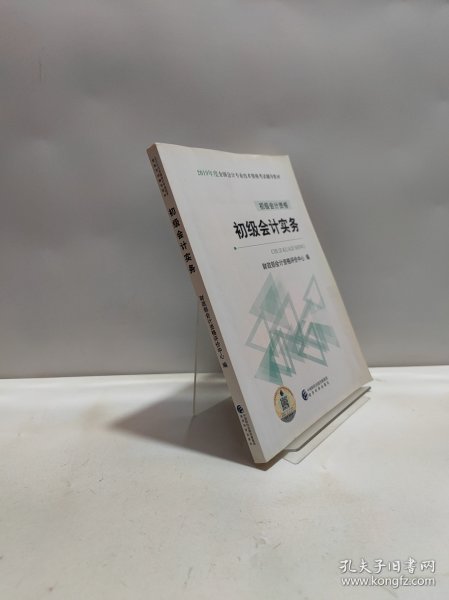 2019年度全国会计专业技术资格考试辅导教材
初级会计资格
初级会计实务
CHUJI KUAIJI SHIWU
财政部会计资格评价中心 编
初级会计实务
财政部会计资格评价中心 编
孔夫子旧书网
www.kongfz.com